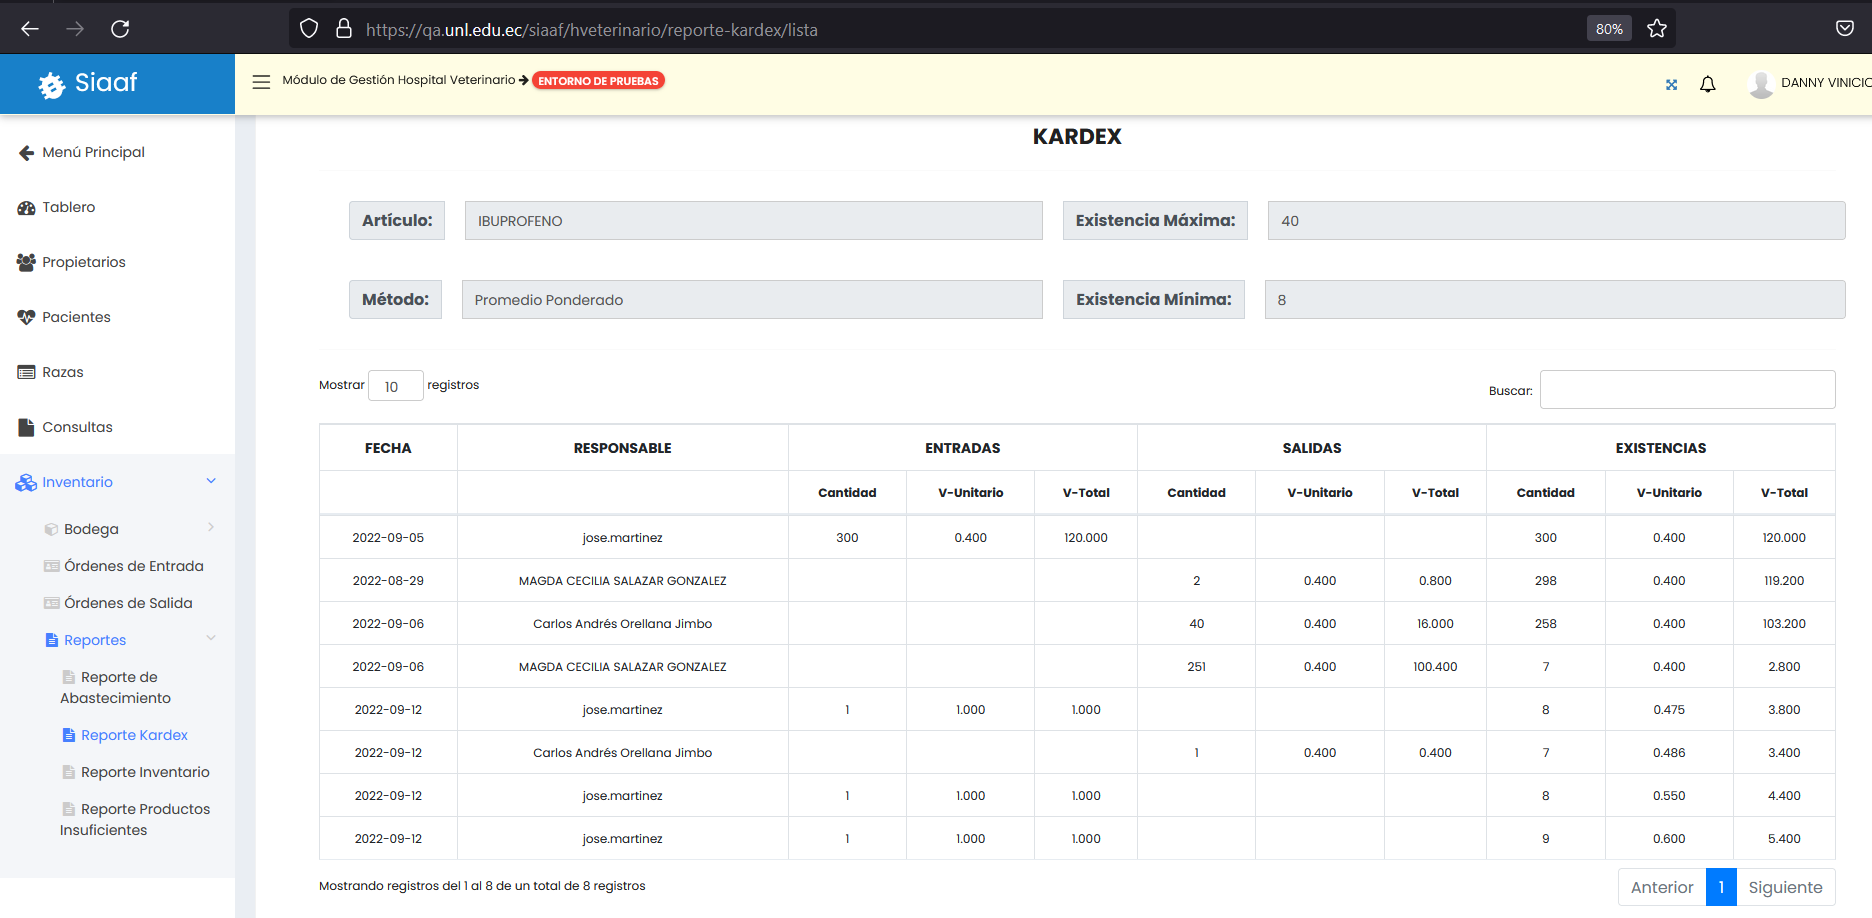 https://qa.unl.edu.ec/siaaf/hveterinario/reporte-kardex/lista
80%
Siaaf
Módulo de Gestión Hospital Veterinario
ENTORNO DE PRUEBAS
DANNY VINICIO
Menú Principal
Tablero
Propietarios
Pacientes
Razas
Consultas
Inventario
Bodega
Órdenes de Entrada
Órdenes de Salida
Reportes
Reporte de
Abastecimiento
Reporte Kardex
Reporte Inventario
Reporte Productos
Insuficientes
KARDEX
Artículo: IBUPROFENO Existencia Máxima: 40
Método: Promedio Ponderado Existencia Mínima: 8
Mostrar 10 registros Buscar:
FECHA RESPONSABLE ENTRADAS SALIDAS EXISTENCIAS
Cantidad V-Unitario V-Total Cantidad V-Unitario V-Total Cantidad V-Unitario V-Total
2022-09-05 jose.martinez 300 0.400 120.000 300 0.400 120.000
2022-08-29 MAGDA CECILIA SALAZAR GONZALEZ 2 0.400 0.800 298 0.400 119.200
2022-09-06 Carlos Andrés Orellana Jimbo 40 0.400 16.000 258 0.400 103.200
2022-09-06 MAGDA CECILIA SALAZAR GONZALEZ 251 0.400 100.400 7 0.400 2.800
2022-09-12 jose.martinez 1 1.000 1.000 8 0.475 3.800
2022-09-12 Carlos Andrés Orellana Jimbo 1 0.400 0.400 7 0.486 3.400
2022-09-12 jose.martinez 1 1.000 1.000 8 0.550 4.400
2022-09-12 jose.martinez 1 1.000 1.000 9 0.600 5.400
Mostrando registros del 1 al 8 de un total de 8 registros
Anterior 1 Siguiente